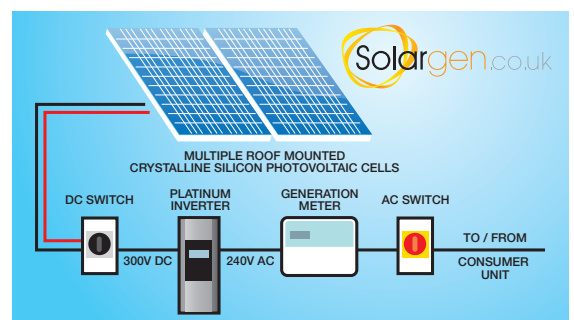 Solargen.co.uk
MULTIPLE ROOF MOUNTED
CRYSTALLINE SILICON PHOTOVOLTAIC CELLS
DC SWITCH
PLATINUM
INVERTER
GENERATION
METER
AC SWITCH
300V DC
240V AC
TO / FROM
CONSUMER
UNIT